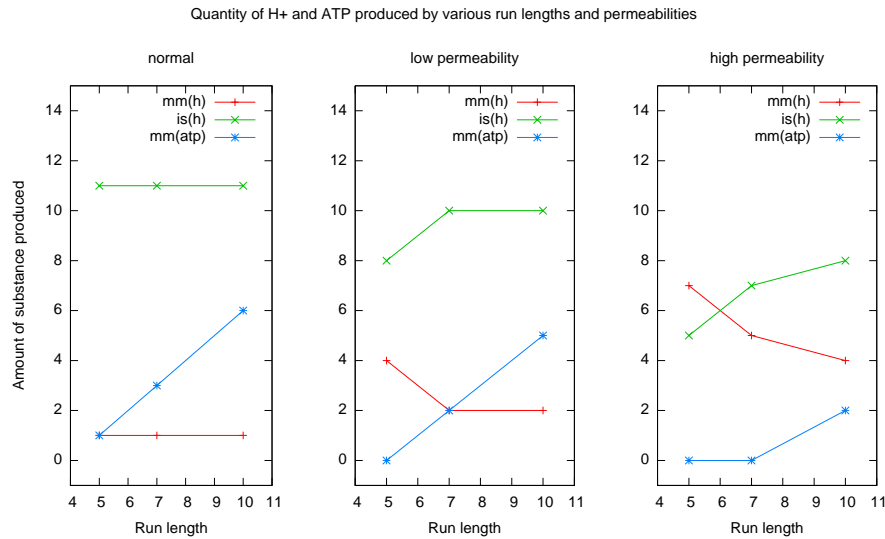 Quantity of H+ and ATP produced by various run lengths and permeabilities
Amount of substance produced
normal
mm(h)
is(h)
mm(atp)
14
12
10
8
6
4
2
0
4 5 6 7 8 9 10 11
Run length
low permeability
mm(h)
is(h)
mm(atp)
14
12
10
8
6
4
2
0
4 5 6 7 8 9 10 11
Run length
high permeability
mm(h)
is(h)
mm(atp)
14
12
10
8
6
4
2
0
4 5 6 7 8 9 10 11
Run length